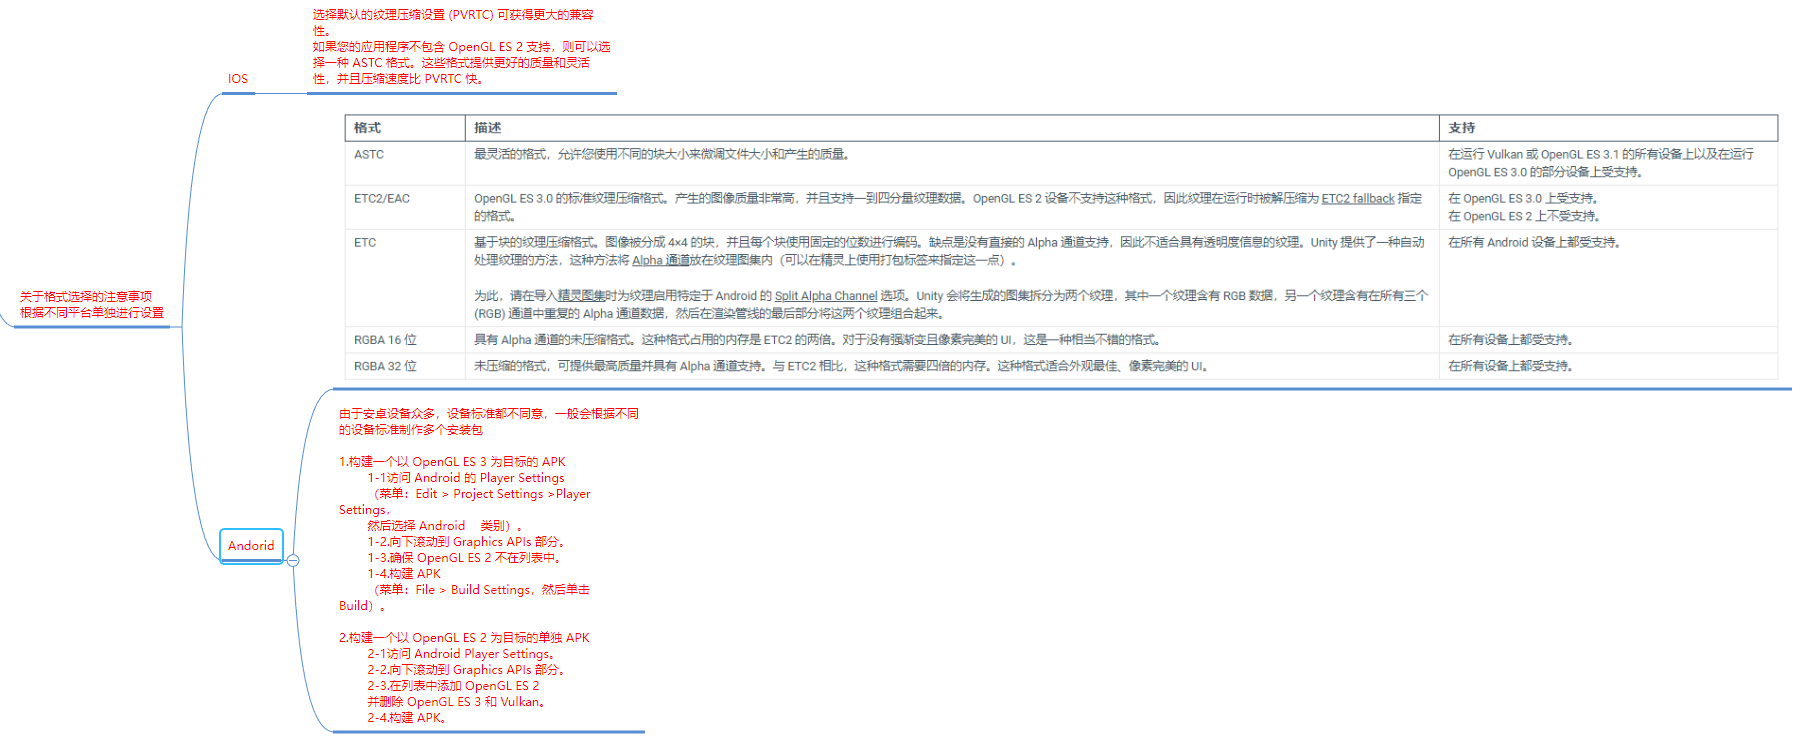 选择默认的纹理压缩设置 (PVRTC) 可获得更大的兼容
性。
如果您的应用程序不包含 OpenGL ES 2 支持，则可以选
择一种 ASTC 格式。这些格式提供更好的质量和灵活
性，并且压缩速度比 PVRTC 快。
IOS
格式 描述 支持
ASTC 最灵活的格式，允许您使用不同的块大小来微调文件大小和产生的质量。 在运行 Vulkan 或 OpenGL ES 3.1 的所有设备上以及在运行
OpenGL ES 3.0 的部分设备上受支持。
ETC2/EAC OpenGL ES 3.0 的标准纹理压缩格式。产生的图像质量非常高，并且支持一到四分量纹理数据。OpenGL ES 2 设备不支持这种格式，因此纹理在运行时被解压缩为 ETC2 fallback 指定 在 OpenGL ES 3.0 上受支持。
的格式。 在 OpenGL ES 2 上不受支持。
ETC 基于块的纹理压缩格式。图像被分成 4×4 的块，并且每个块使用固定的位数进行编码。缺点是没有直接的 Alpha 通道支持，因此不适合具有透明度信息的纹理。Unity 提供了一种自动 在所有 Android 设备上都受支持。
处理纹理的方法，这种方法将 Alpha 通道放在纹理图集内（可以在精灵上使用打包标签来指定这一点）。
为此，请在导入精灵图集时为纹理启用特定于 Android 的 Split Alpha Channel 选项。Unity 会将生成的图集拆分为两个纹理，其中一个纹理含有 RGB 数据，另一个纹理含有在所有三个
(RGB) 通道中重复的 Alpha 通道数据，然后在渲染管线的最后部分将这两个纹理组合起来。
RGBA 16 位 具有 Alpha 通道的未压缩格式。这种格式占用的内存是 ETC2 的两倍。对于没有强渐变且像素完美的 UI，这是一种相当不错的格式。 在所有设备上都受支持。
RGBA 32 位 未压缩的格式，可提供最高质量并具有 Alpha 通道支持。与 ETC2 相比，这种格式需要四倍的内存。这种格式适合外观最佳、像素完美的 UI。 在所有设备上都受支持。
关于格式选择的注意事项
根据不同平台单独进行设置
由于安卓设备众多，设备标准都不同意，一般会根据不同
的设备标准制作多个安装包
1.构建一个以 OpenGL ES 3 为目标的 APK
1-1访问 Android 的 Player Settings
（菜单：Edit > Project Settings >Player
Settings，
然后选择 Android 类别）。
1-2.向下滚动到 Graphics APIs 部分。
1-3.确保 OpenGL ES 2 不在列表中。
1-4.构建 APK
（菜单：File > Build Settings，然后单击
Build）。
Andorid
2.构建一个以 OpenGL ES 2 为目标的单独 APK
2-1访问 Android Player Settings。
2-2.向下滚动到 Graphics APIs 部分。
2-3.在列表中添加 OpenGL ES 2
并删除 OpenGL ES 3 和 Vulkan。
2-4.构建 APK。